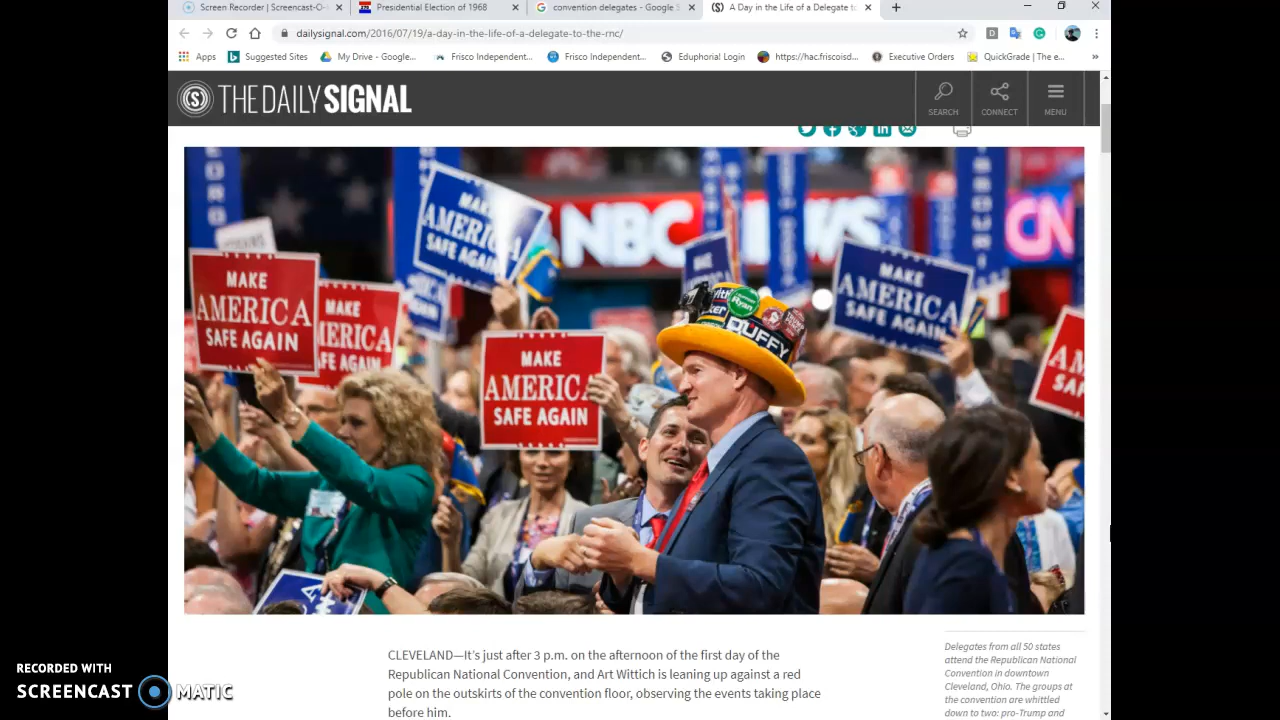 Screen Recorder | Screencast-O-
Presidential Election of 1968
convention delegates - Google S
A Day in the Life of a Delegate to
dailysignal.com/2016/07/19/a-day-in-the-life-of-a-delegate-to-the-rnc/
Apps
Suggested Sites
My Drive - Google...
Frisco Independent...
Frisco Independent...
Eduphoria! Login
https://hac.friscoisd...
Executive Orders
QuickGrade | The e...
THE DAILY SIGNAL
SEARCH
CONNECT
MENU
NBC NEWS
CN
MAKE
AMERICA
SAFE AGAIN
MAKE
AMERICA
SAFE AGAIN
MAKE
ERICA
FE AGAIN
MAKE
AMERICA
SAFE AGAIN
MAKE
AMERICA
SAFE AGAIN
Ryan
DUFFY
CLEVELAND—It's just after 3 p.m. on the afternoon of the first day of the
Republican National Convention, and Art Wittich is leaning up against a red
pole on the outskirts of the convention floor, observing the events taking place
before him.
Delegates from all 50 states
attend the Republican National
Convention in downtown
Cleveland, Ohio. The groups at
the convention are whittled
down to two: pro-Trump and
RECORDED WITH
SCREENCAST MATIC